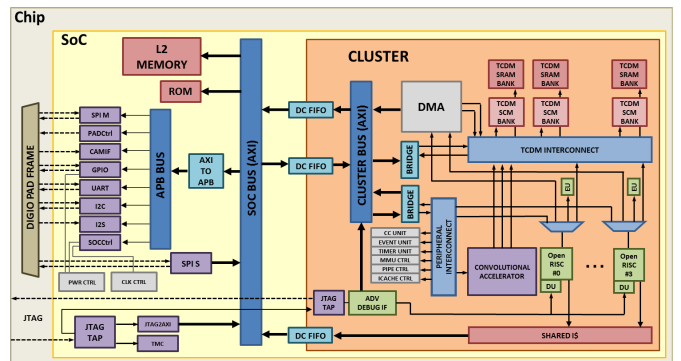 Chip
SoC
CLUSTER
L2
MEMORY
ROM
TCDM
SRAM BANK
TCDM
SRAM BANK
TCDM
SRAM BANK
DMA
TCDM
SCM
BANK
TCDM
SCM
BANK
TCDM
SCM
BANK
DC FIFO
DIGIO PAD FRAME
SPI M
PADCtrl
CAMIF
GPIO
UART
I2C
I2S
SOCCtrl
APB BUS
AXI
TO
APB
SOC BUS (AXI)
DC FIFO
CLUSTER BUS (AXI)
BRIDGE
TCDM INTERCONNECT
BRIDGE
EU
EU
CC UNIT
EVENT UNIT
TIMER UNIT
MMU CTRL
PIPE CTRL
ICACHE CTRL
PERIPHERAL
INTERCONNECT
CONVOLUTIONAL
ACCELERATOR
Open
RISC
#0
DU
...
Open
RISC
#3
DU
SPI S
PWR CTRL
CLK CTRL
JTAG
JTAG
TAP
ADV
DEBUG IF
JTAG
TAP
JTAG2AXI
TMC
DC FIFO
SHARED I$